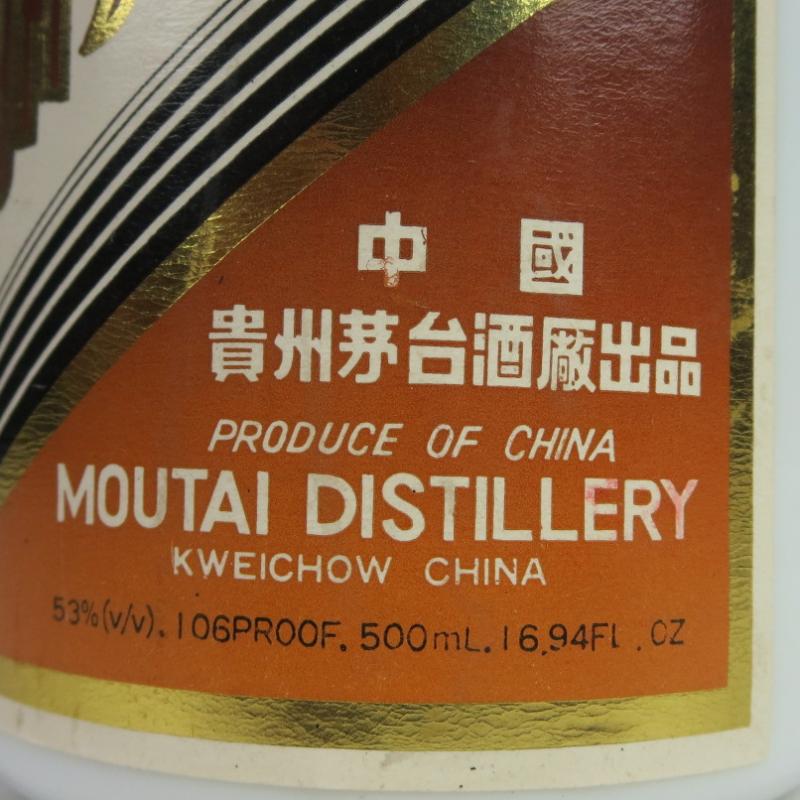 中國
貴州茅台酒厰出品
PRODUCE OF CHINA
MOUTAI DISTILLERY
KWEICHOW CHINA
53%(v/v). 106PROOF. 500mL. 16.94FL.OZ